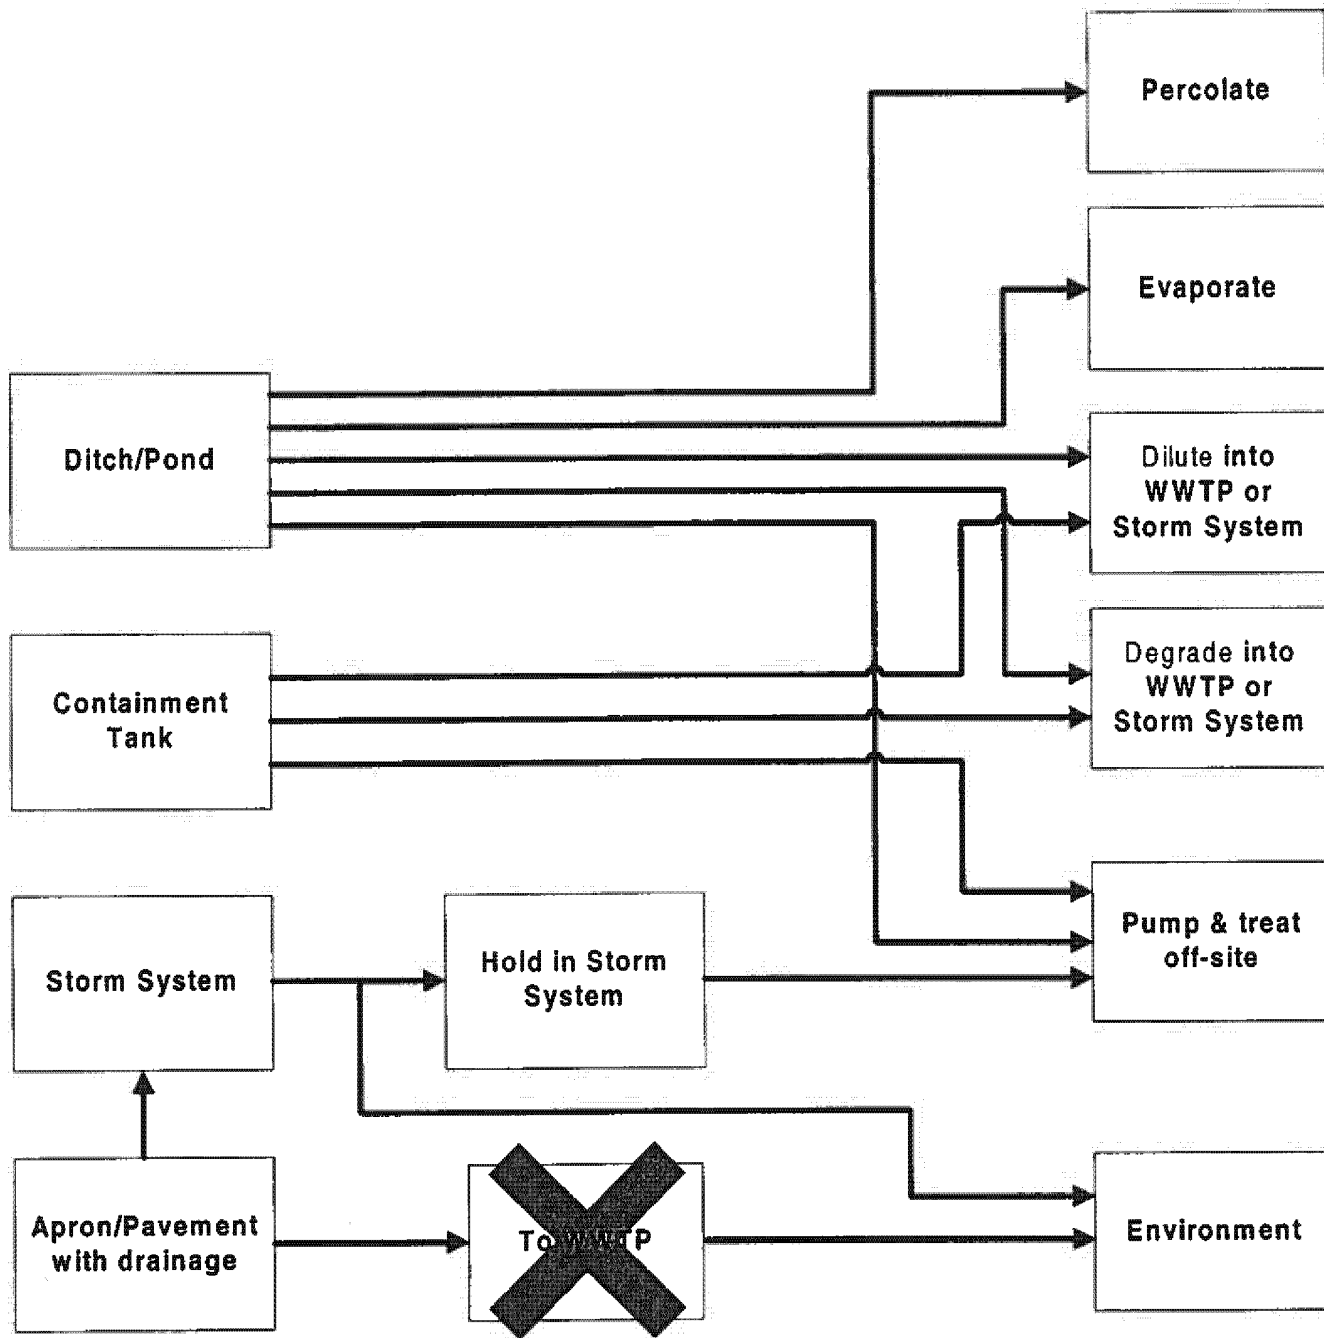 Percolate
Evaporate
Ditch/Pond
Dilute into
WWTP or
Storm System
Containment
Tank
Degrade into
WWTP or
Storm System
Storm System
Hold in Storm
System
Pump & treat
off-site
Apron/Pavement
with drainage
To WWTP
Environment